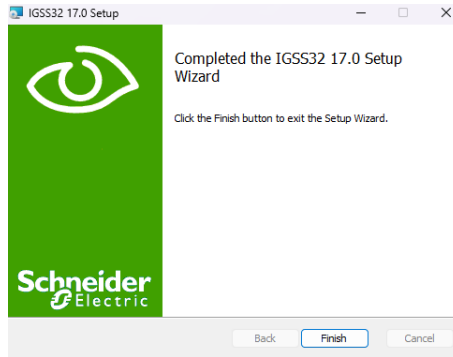 IGSS32 17.0 Setup
Completed the IGSS32 17.0 Setup
Wizard
Click the Finish button to exit the Setup Wizard.
Schneider
Electric
Back
Finish
Cancel